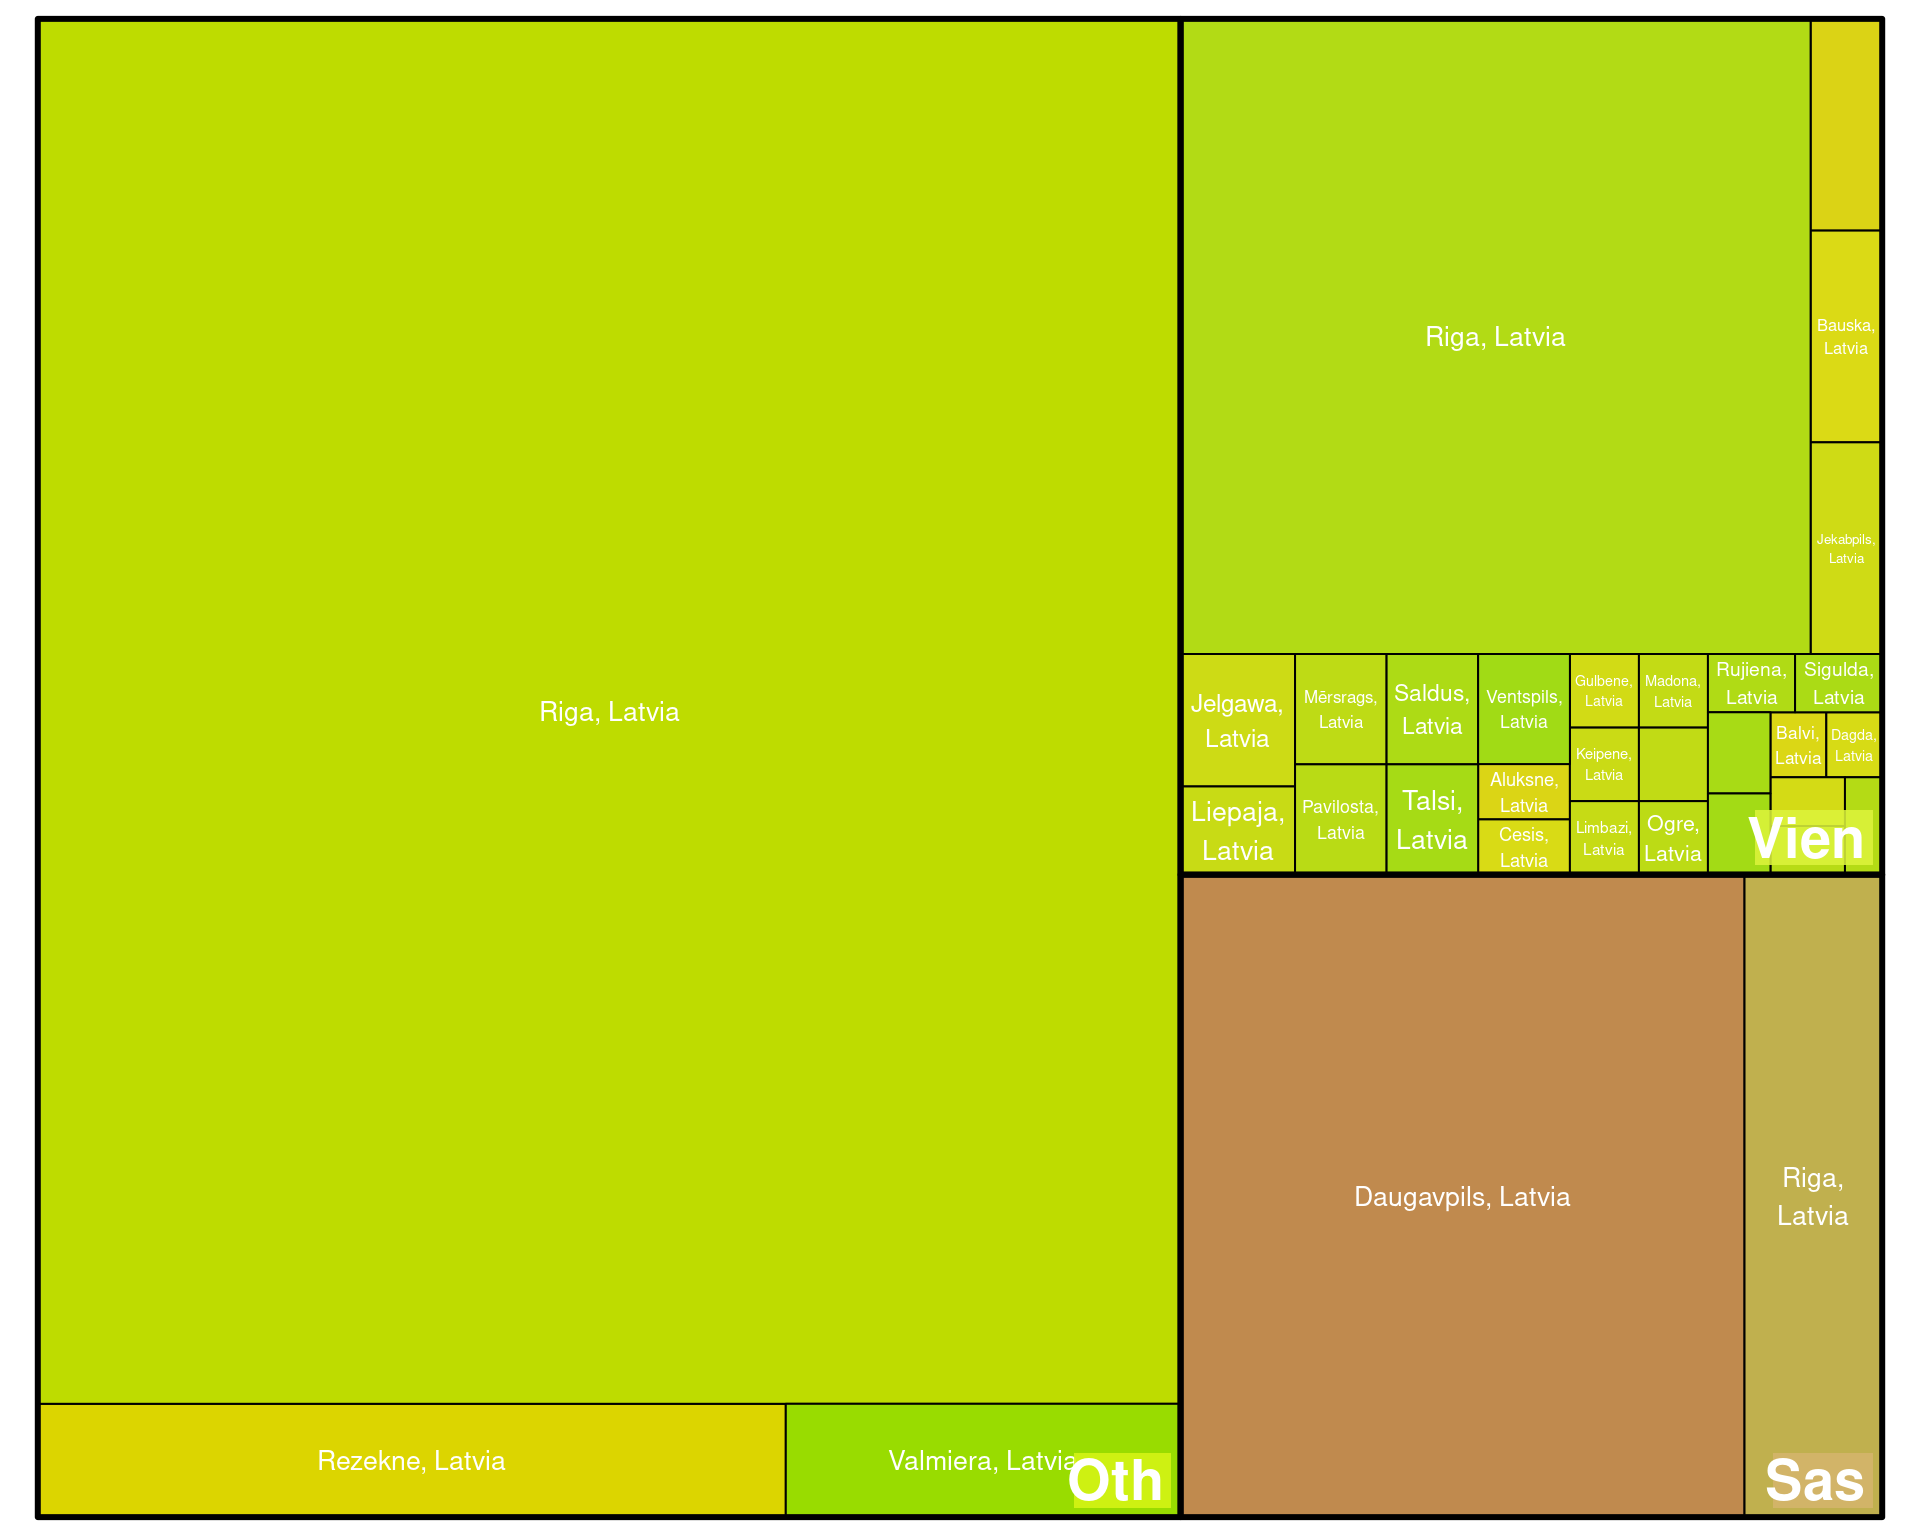 Riga, Latvia
Rezekne, Latvia
Valmiera, Latvia
Oth
Riga, Latvia
Bauska,
Latvia
Jekabpils,
Latvia
Jelgawa,
Latvia
Liepaja,
Latvia
Mērsrags,
Latvia
Pavilosta,
Latvia
Saldus,
Latvia
Talsi,
Latvia
Ventspils,
Latvia
Aluksne,
Latvia
Cesis,
Latvia
Gulbene,
Latvia
Keipene,
Latvia
Limbazi,
Latvia
Madona,
Latvia
Ogre,
Latvia
Rujiena,
Latvia
Sigulda,
Latvia
Balvi,
Latvia
Dagda,
Latvia
Vien
Daugavpils, Latvia
Riga,
Latvia
Sas